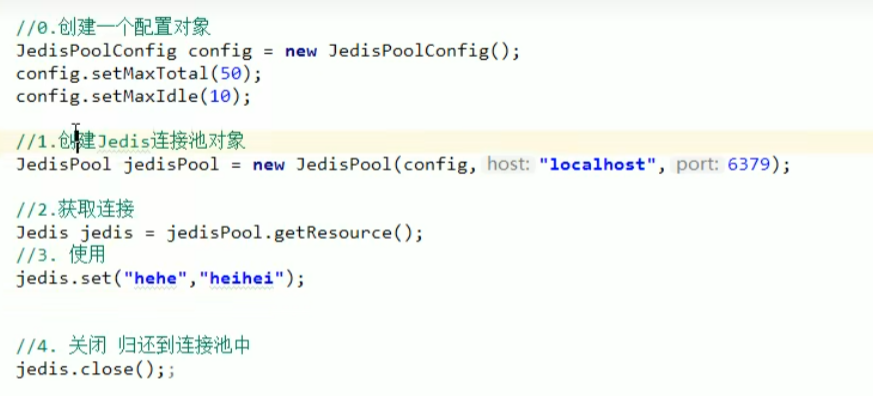 //0.创建一个配置对象
JedisPoolConfig config = new JedisPoolConfig();
config.setMaxTotal(50);
config.setMaxIdle(10);
//1.创建Jedis连接池对象
JedisPool jedisPool = new JedisPool(config, host: "localhost", port: 6379);
//2.获取连接
Jedis jedis = jedisPool.getResource();
//3. 使用
jedis.set("hehe","heihei");
//4. 关闭 归还到连接池中
jedis.close();;